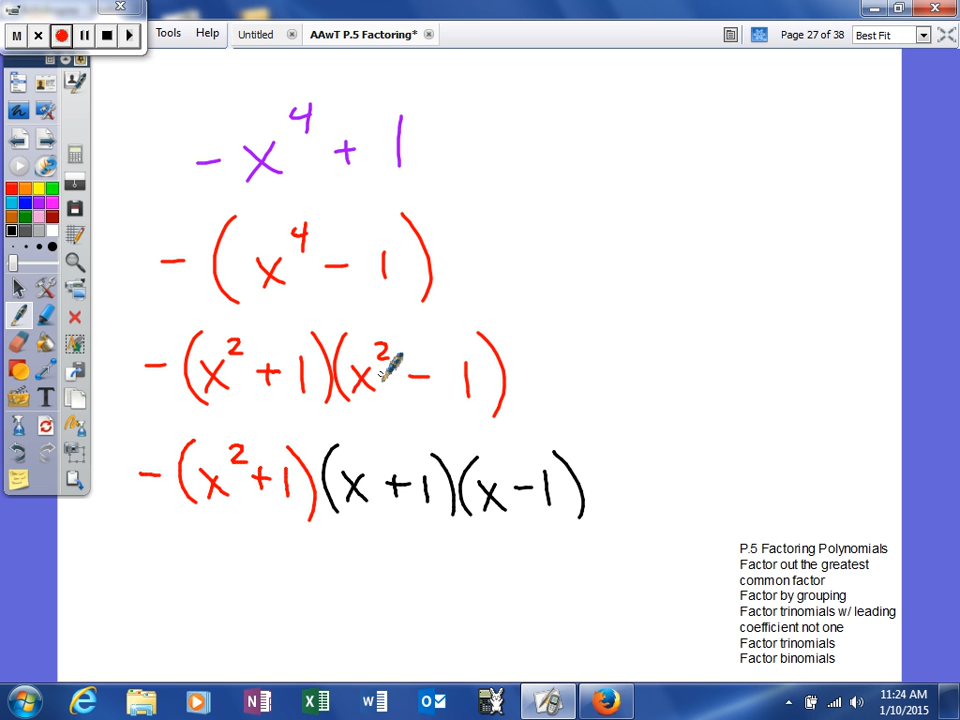 M
Tools Help Untitled AAwT P.5 Factoring* Page 27 of 38 Best Fit
- x⁴ + 1
- (x⁴ - 1)
- (x² + 1)(x² - 1)
- (x² + 1)(x + 1)(x - 1)
P.5 Factoring Polynomials
Factor out the greatest
common factor
Factor by grouping
Factor trinomials w/ leading
coefficient not one
Factor trinomials
Factor binomials
11:24 AM
1/10/2015